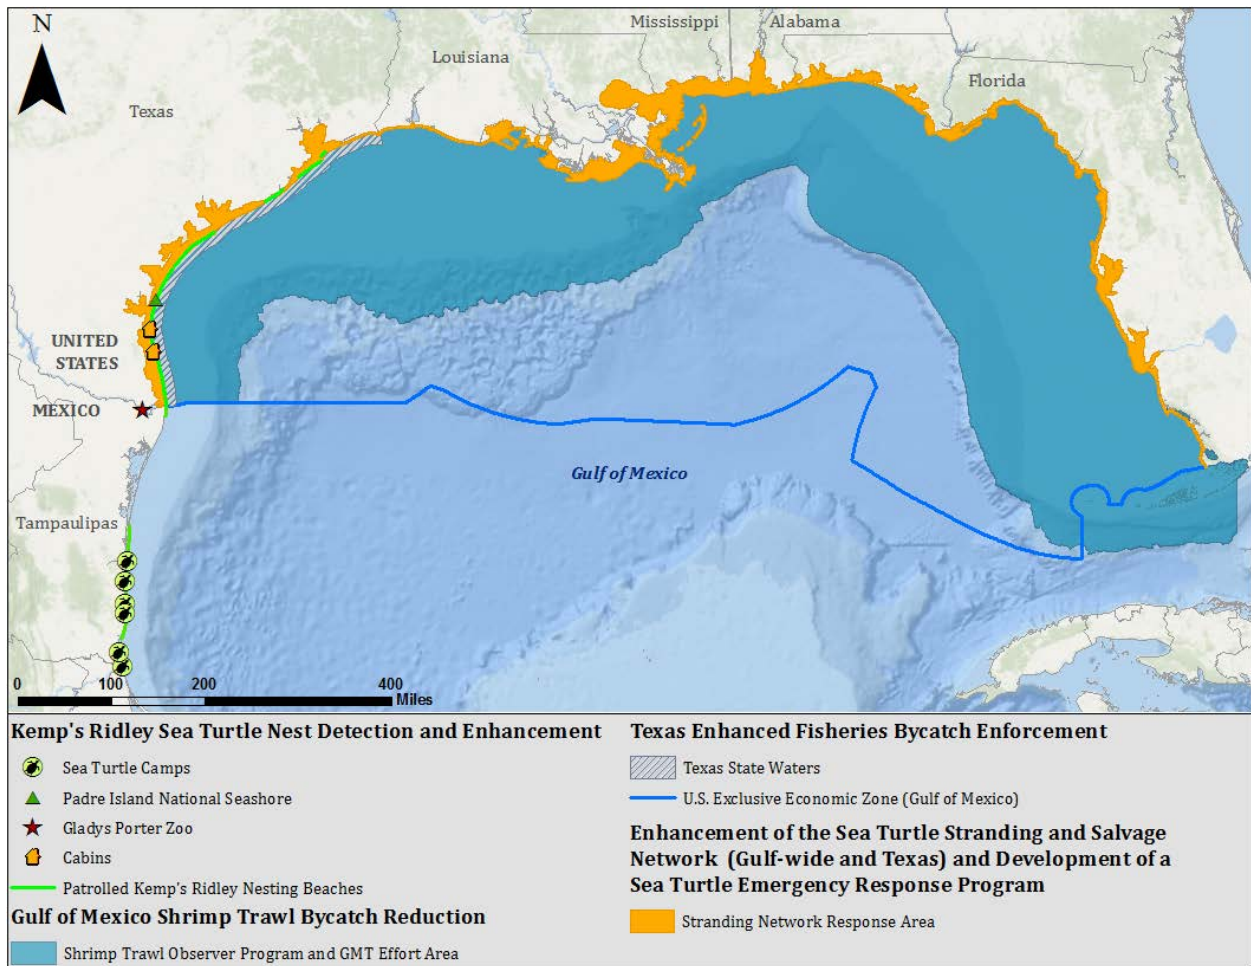 N
Mississippi
Alabama
Louisiana
Florida
Texas
UNITED
STATES
MEXICO
Gulf of Mexico
Tampaulipas
0
100
200
400
Miles
Kemp's Ridley Sea Turtle Nest Detection and Enhancement
Sea Turtle Camps
Padre Island National Seashore
Gladys Porter Zoo
Cabins
Patrolled Kemp's Ridley Nesting Beaches
Gulf of Mexico Shrimp Trawl Bycatch Reduction
Shrimp Trawl Observer Program and GMT Effort Area
Texas Enhanced Fisheries Bycatch Enforcement
Texas State Waters
U.S. Exclusive Economic Zone (Gulf of Mexico)
Enhancement of the Sea Turtle Stranding and Salvage
Network (Gulf-wide and Texas) and Development of a
Sea Turtle Emergency Response Program
Stranding Network Response Area